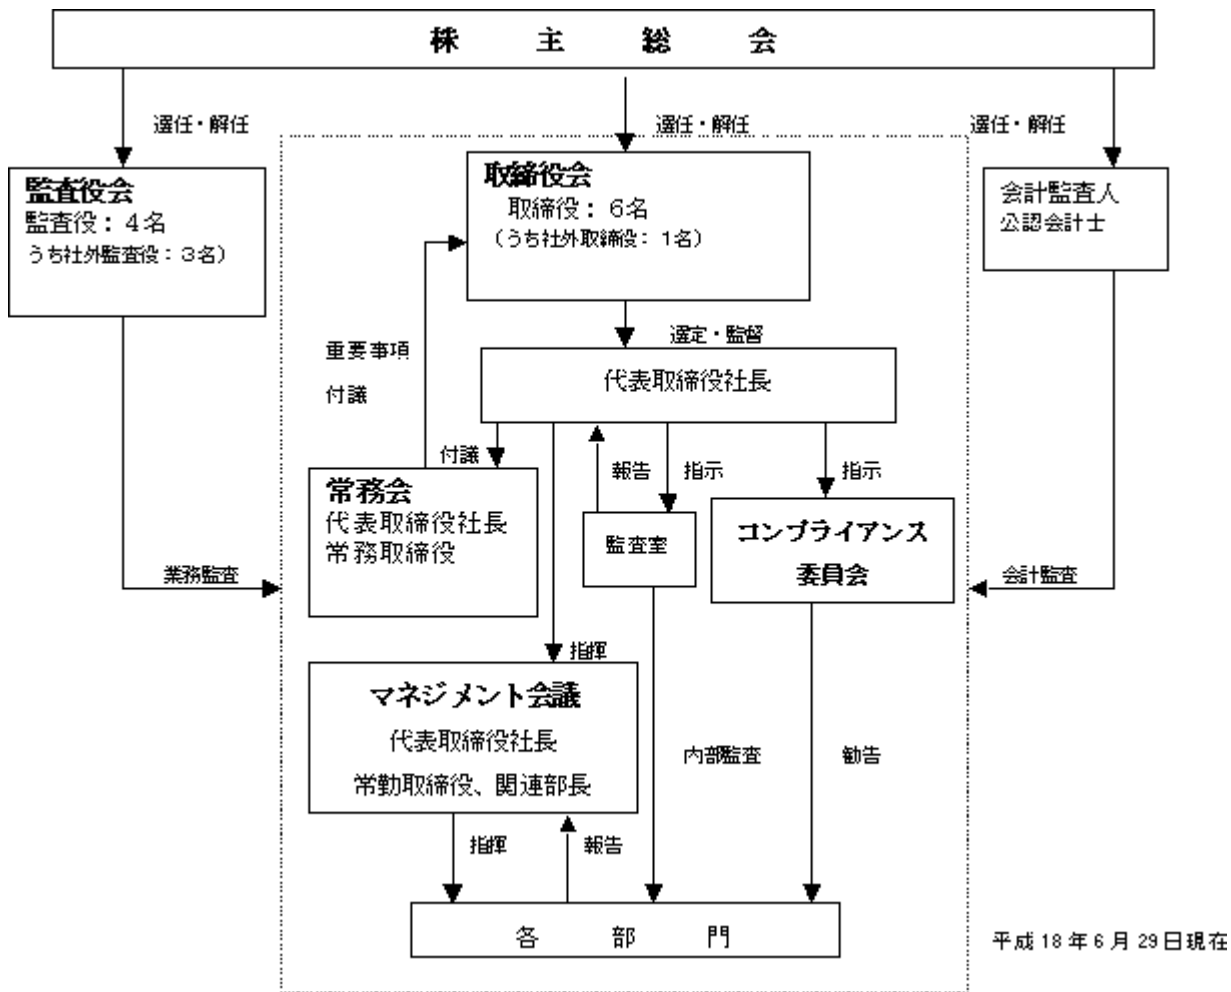 株主総会
選任・解任
選任・解任
選任・解任
監査役会
監査役：４名
うち社外監査役：３名）
取締役会
取締役：６名
（うち社外取締役：１名）
会計監査人
公認会計士
重要事項
付議
選定・監督
代表取締役社長
付議
報告
指示
指示
常務会
代表取締役社長
常務取締役
監査室
コンプライアンス
委員会
業務監査
会計監査
指揮
マネジメント会議
代表取締役社長
常勤取締役、関連部長
内部監査
勧告
指揮
報告
各部門
平成18年6月29日現在